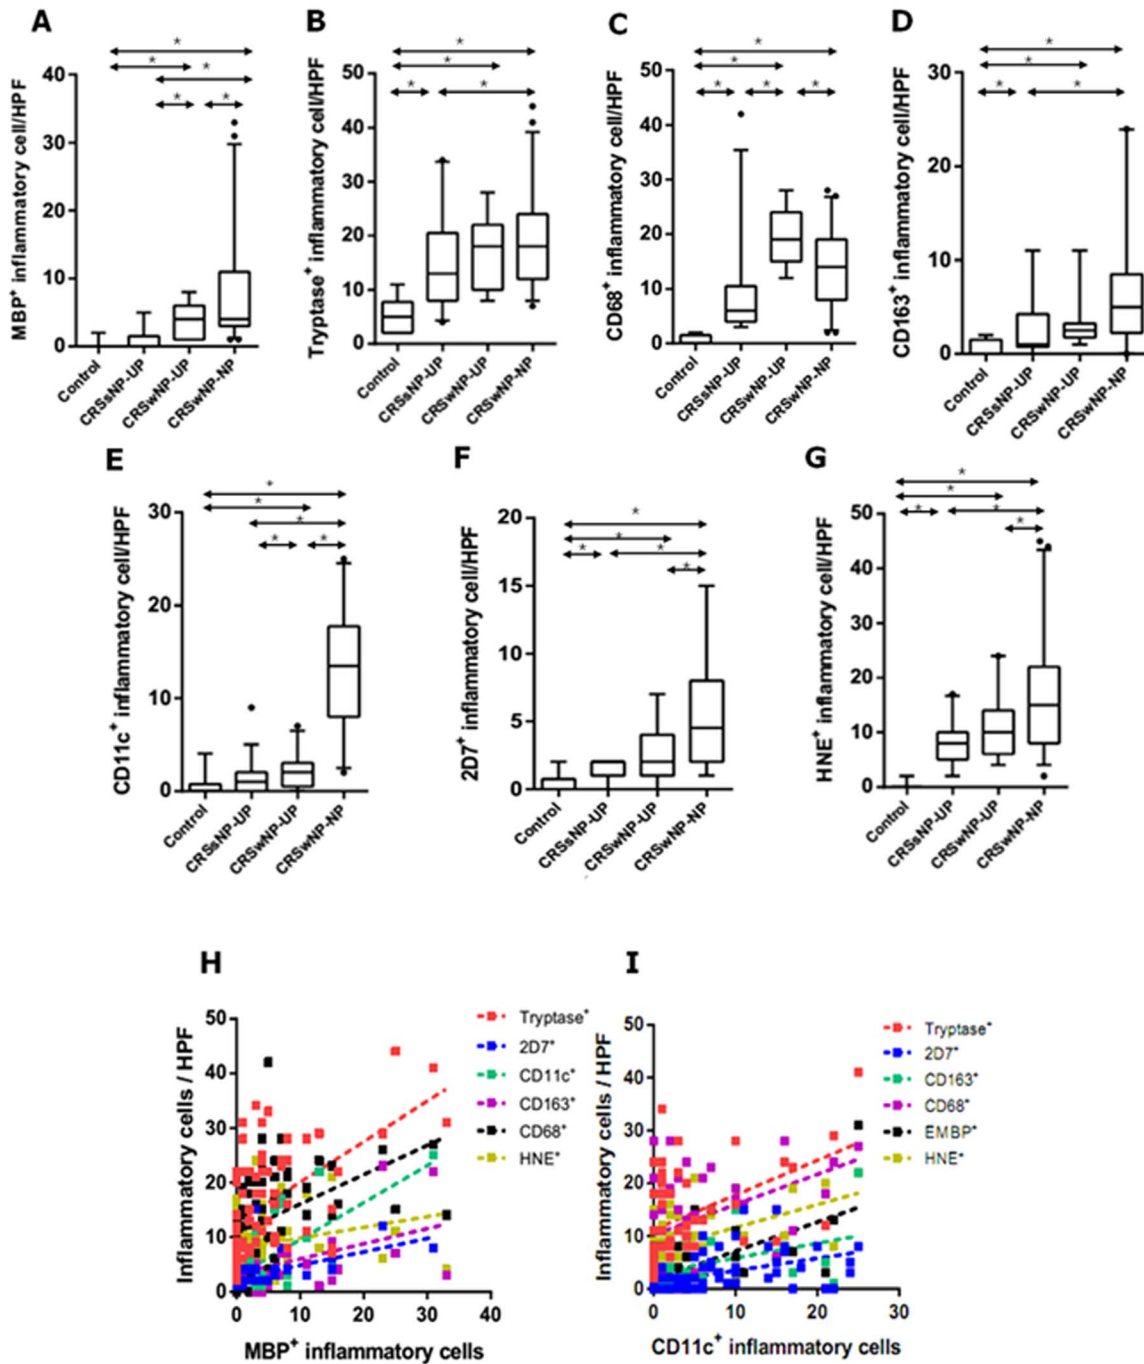 A
B
C
D
* * * * * *
MBP+ inflammatory cell/HPF
40
30
20
10
0
Control
CRSsNP-UP
CRSwNP-UP
CRSwNP-NP
* * * *
Tryptase+ inflammatory cell/HPF
50
40
30
20
10
0
Control
CRSsNP-UP
CRSwNP-UP
CRSwNP-NP
* * * * *
CD68+ inflammatory cell/HPF
50
40
30
20
10
0
Control
CRSsNP-UP
CRSwNP-UP
CRSwNP-NP
* * * *
CD163+ inflammatory cell/HPF
30
20
10
0
Control
CRSsNP-UP
CRSwNP-UP
CRSwNP-NP
E
F
G
* * * * *
CD11c+ inflammatory cell/HPF
30
20
10
0
Control
CRSsNP-UP
CRSwNP-UP
CRSwNP-NP
* * * * *
2D7+ inflammatory cell/HPF
20
15
10
5
0
Control
CRSsNP-UP
CRSwNP-UP
CRSwNP-NP
* * * * *
HNE+ inflammatory cell/HPF
50
40
30
20
10
0
Control
CRSsNP-UP
CRSwNP-UP
CRSwNP-NP
H
I
Inflammatory cells / HPF
50
40
30
20
10
0
0 10 20 30 40
MBP+ inflammatory cells
Tryptase+
2D7+
CD11c+
CD163+
CD68+
HNE+
Inflammatory cells / HPF
50
40
30
20
10
0
0 10 20 30
CD11c+ inflammatory cells
Tryptase+
2D7+
CD163+
CD68+
EMBP+
HNE+